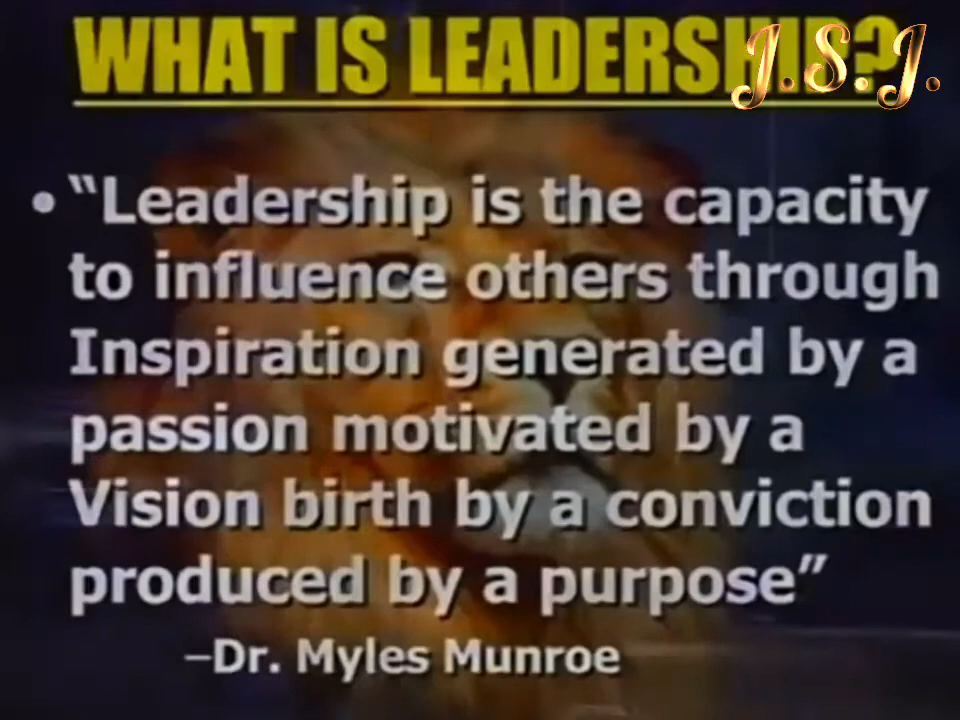 WHAT IS LEADERSHIP?
J.S.J.
• “Leadership is the capacity
to influence others through
Inspiration generated by a
passion motivated by a
Vision birth by a conviction
produced by a purpose”
–Dr. Myles Munroe